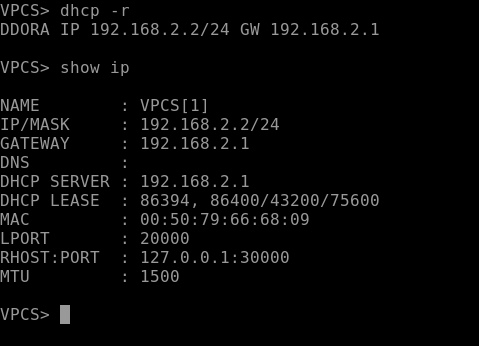 VPCS> dhcp -r
DDORA IP 192.168.2.2/24 GW 192.168.2.1
VPCS> show ip
NAME        : VPCS[1]
IP/MASK     : 192.168.2.2/24
GATEWAY     : 192.168.2.1
DNS         :
DHCP SERVER : 192.168.2.1
DHCP LEASE  : 86394, 86400/43200/75600
MAC         : 00:50:79:66:68:09
LPORT       : 20000
RHOST:PORT  : 127.0.0.1:30000
MTU         : 1500
VPCS>